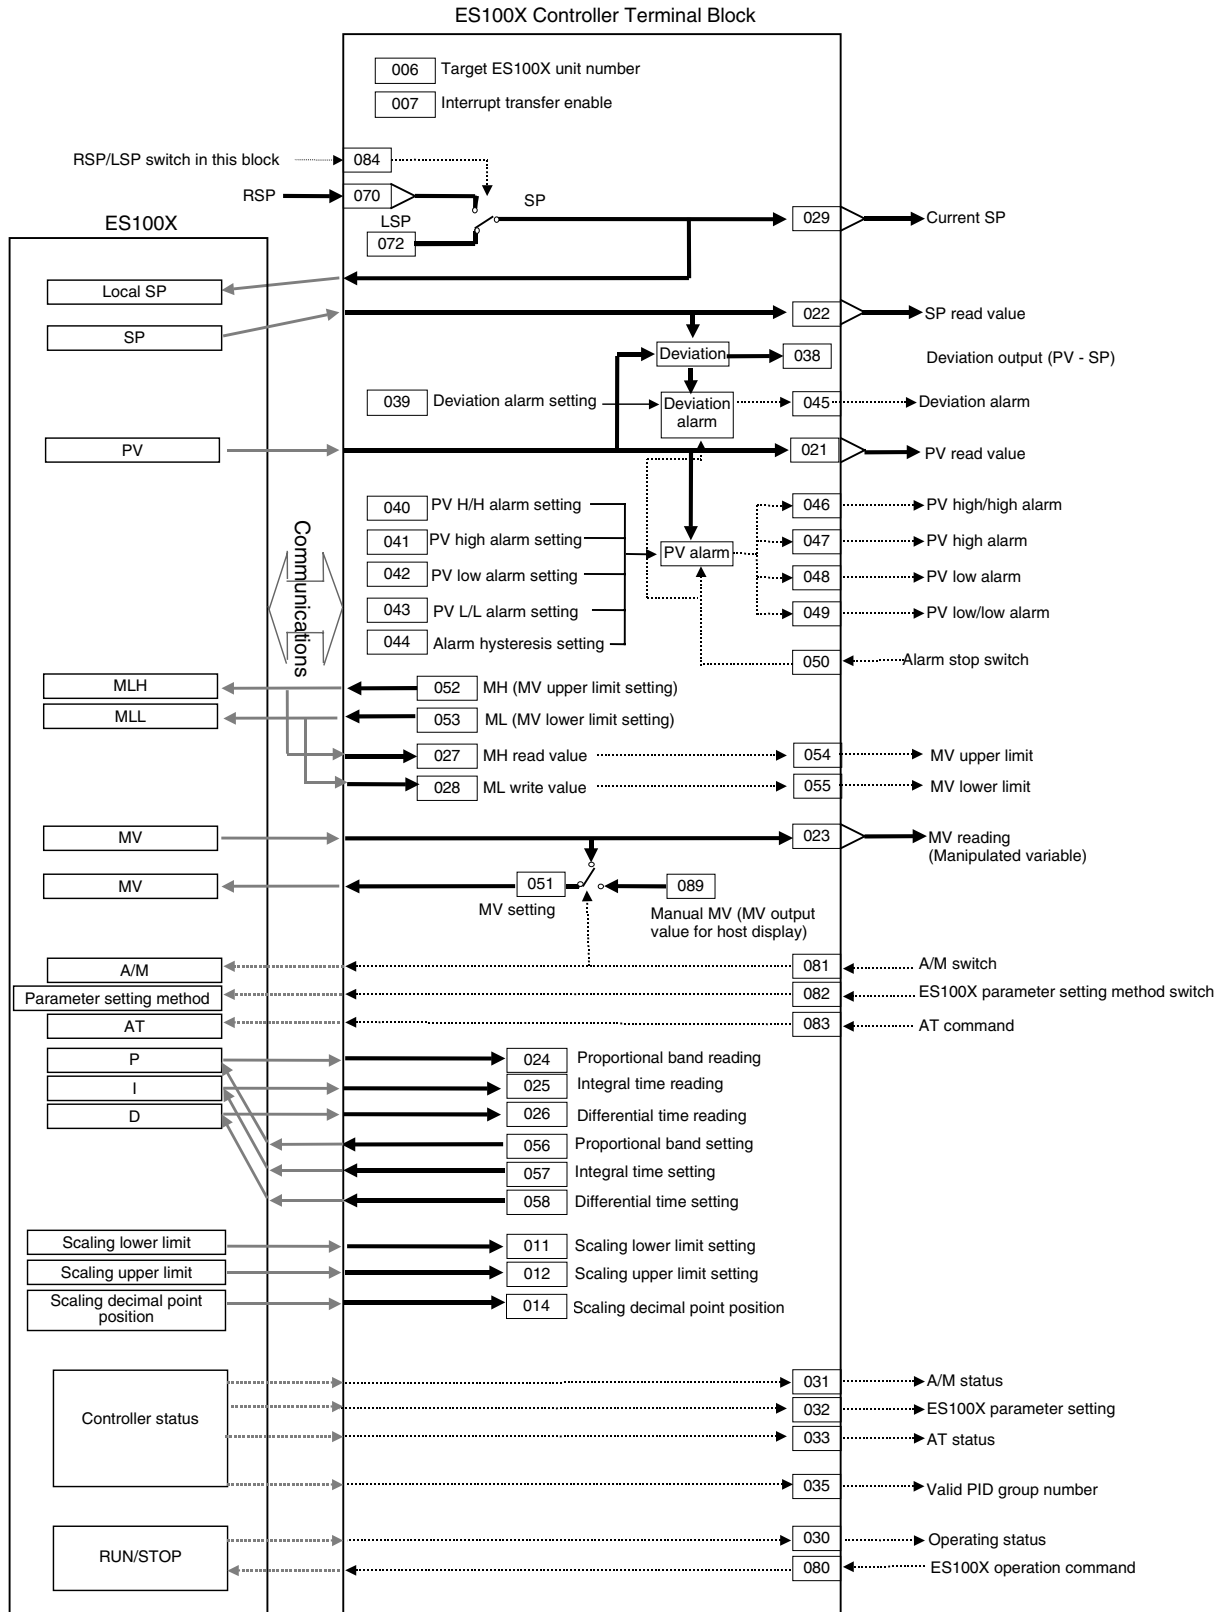 ES100X Controller Terminal Block
006 Target ES100X unit number
007 Interrupt transfer enable
RSP/LSP switch in this block 084
RSP 070 SP
LSP
072
029 Current SP
ES100X
Local SP
SP
022 SP read value
Deviation 038 Deviation output (PV - SP)
039 Deviation alarm setting
Deviation
alarm
045 Deviation alarm
PV
021 PV read value
Communications
040 PV H/H alarm setting
041 PV high alarm setting
042 PV low alarm setting
043 PV L/L alarm setting
044 Alarm hysteresis setting
PV alarm
046 PV high/high alarm
047 PV high alarm
048 PV low alarm
049 PV low/low alarm
050 Alarm stop switch
MLH 052 MH (MV upper limit setting)
MLL 053 ML (MV lower limit setting)
027 MH read value 054 MV upper limit
028 ML write value 055 MV lower limit
MV 023 MV reading
(Manipulated variable)
MV 051 089
MV setting
Manual MV (MV output
value for host display)
A/M 081 A/M switch
Parameter setting method 082 ES100X parameter setting method switch
AT 083 AT command
P 024 Proportional band reading
I 025 Integral time reading
D 026 Differential time reading
056 Proportional band setting
057 Integral time setting
058 Differential time setting
Scaling lower limit 011 Scaling lower limit setting
Scaling upper limit 012 Scaling upper limit setting
Scaling decimal point
position
014 Scaling decimal point position
Controller status
031 A/M status
032 ES100X parameter setting
033 AT status
035 Valid PID group number
RUN/STOP
030 Operating status
080 ES100X operation command